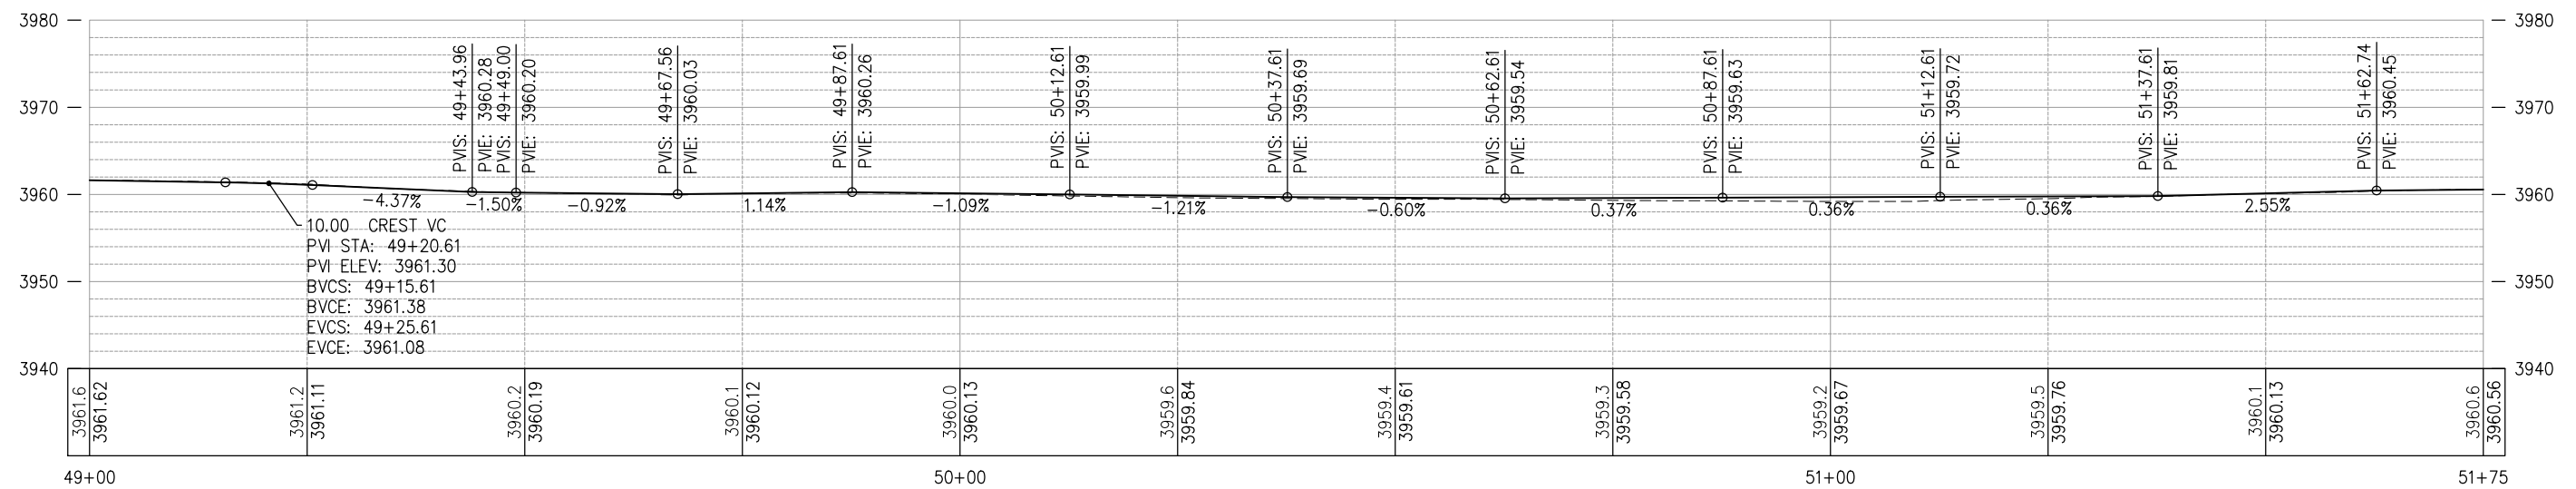 3980
3980
3970
3970
3960
3960
3950
3950
3940
3940
PVIS: 49+43.96
PVIE: 3960.28
PVIS: 49+49.00
PVIE: 3960.20
PVIS: 49+67.56
PVIE: 3960.03
PVIS: 49+87.61
PVIE: 3960.26
PVIS: 50+12.61
PVIE: 3959.99
PVIS: 50+37.61
PVIE: 3959.69
PVIS: 50+62.61
PVIE: 3959.54
PVIS: 50+87.61
PVIE: 3959.63
PVIS: 51+12.61
PVIE: 3959.72
PVIS: 51+37.61
PVIE: 3959.81
PVIS: 51+62.74
PVIE: 3960.45
-4.37%
-1.50%
-0.92%
1.14%
-1.09%
-1.21%
-0.60%
0.37%
0.36%
0.36%
2.55%
10.00 CREST VC
PVI STA: 49+20.61
PVI ELEV: 3961.30
BVCS: 49+15.61
BVCE: 3961.38
EVCS: 49+25.61
EVCE: 3961.08
3961.6
3961.62
3961.2
3961.11
3960.2
3960.19
3960.1
3960.12
3960.0
3960.13
3959.6
3959.84
3959.4
3959.61
3959.3
3959.58
3959.2
3959.67
3959.5
3959.76
3960.1
3960.13
3960.6
3960.56
49+00
50+00
51+00
51+75